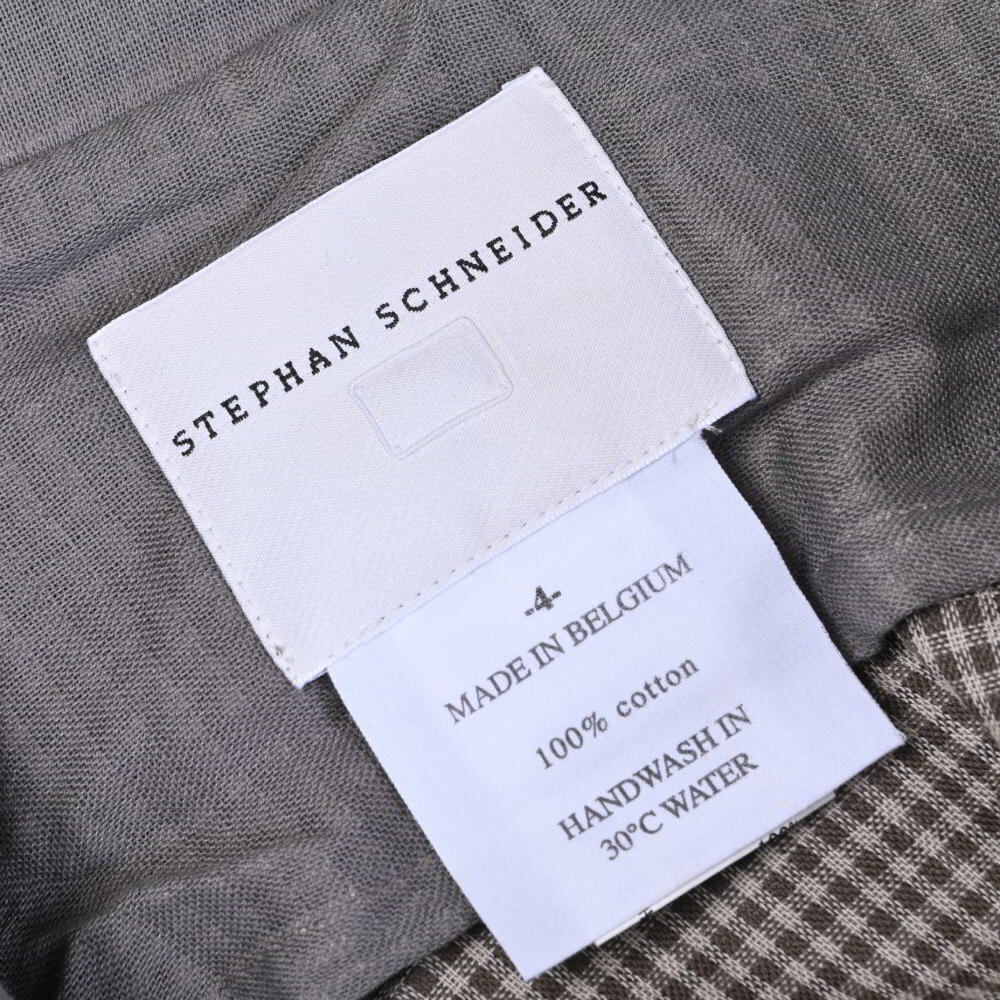 STEPHAN SCHNEIDER
-4-
MADE IN BELGIUM
100% cotton
HANDWASH IN
30°C WATER